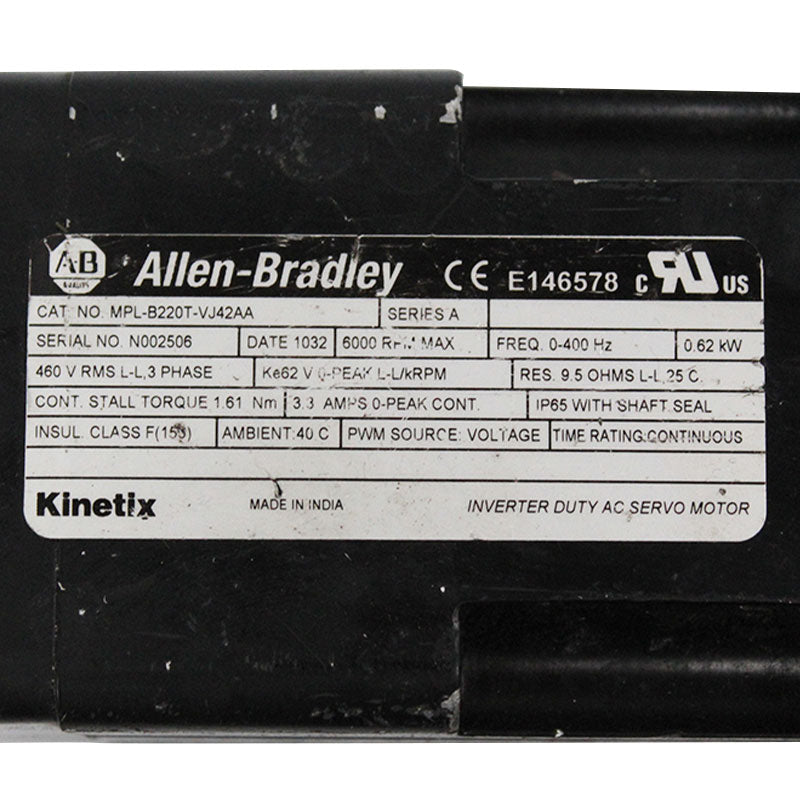 AB QUALITY Allen-Bradley CE E146578 c RU US
CAT. NO. MPL-B220T-VJ42AA SERIES A
SERIAL NO. N002506 DATE 1032 6000 RPM MAX FREQ. 0-400 Hz 0.62 kW
460 V RMS L-L,3 PHASE Ke62 V 0-PEAK L-L/kRPM RES. 9.5 OHMS L-L,25 C.
CONT. STALL TORQUE 1.61 Nm 3.3 AMPS 0-PEAK CONT. IP65 WITH SHAFT SEAL
INSUL. CLASS F(155) AMBIENT:40 C PWM SOURCE: VOLTAGE TIME RATING:CONTINUOUS
Kinetix MADE IN INDIA INVERTER DUTY AC SERVO MOTOR